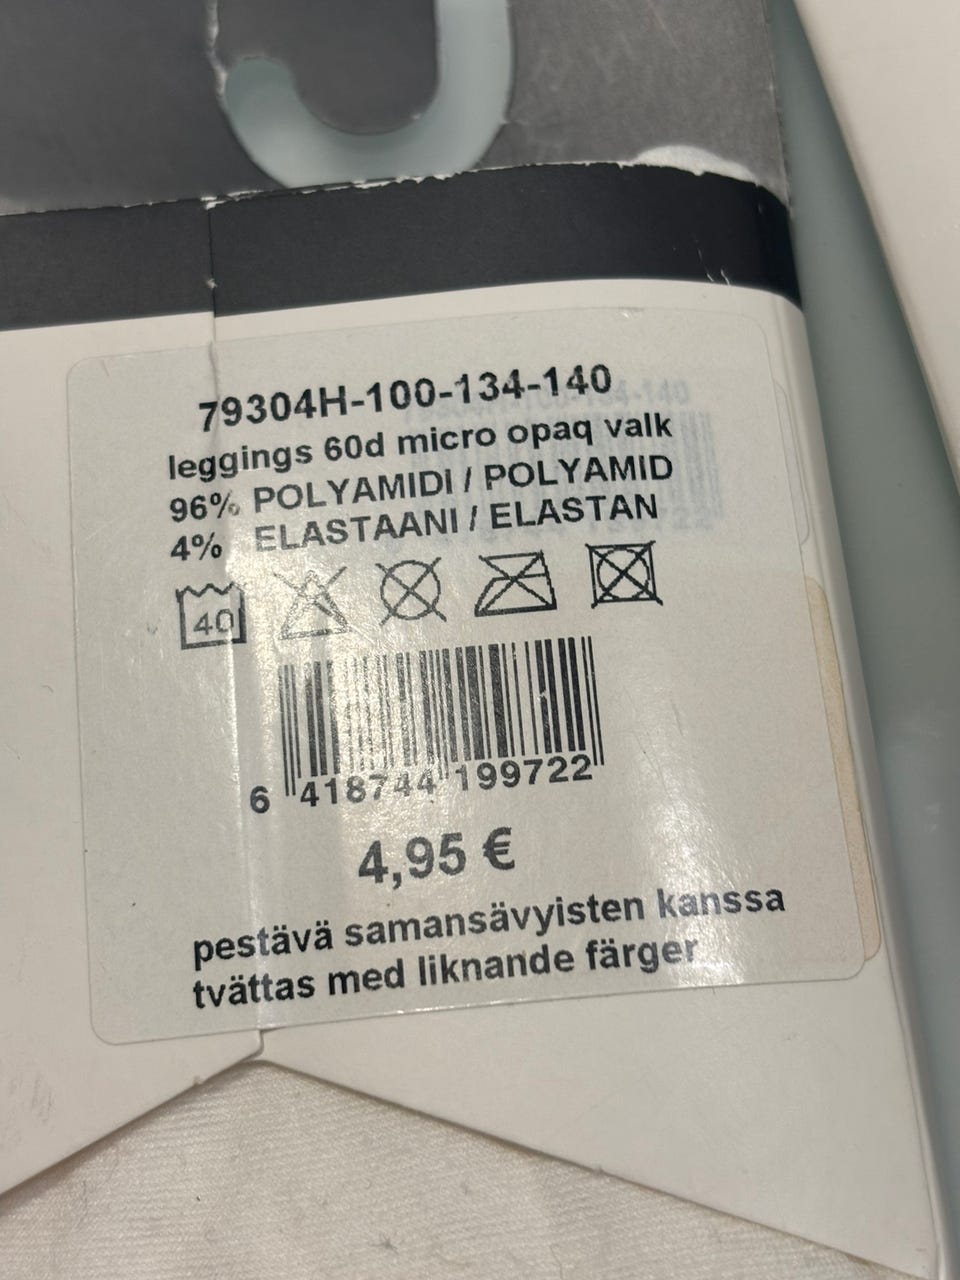 79304H-100-134-140
leggings 60d micro opaq valk
96% POLYAMIDI / POLYAMID
4% ELASTAANI / ELASTAN
40
6 418744 199722
4,95 €
pestävä samansävyisten kanssa
tvättas med liknande färger